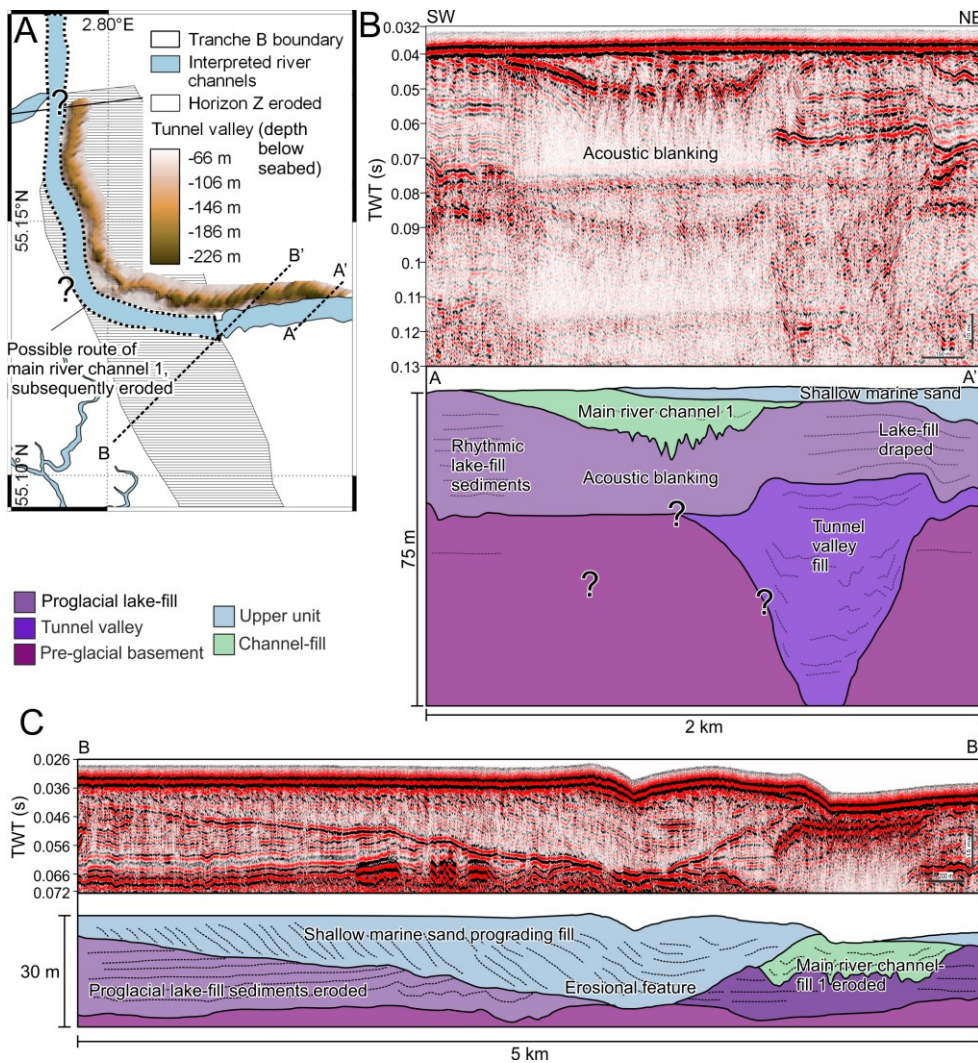 A
2.80°E
Tranche B boundary
Interpreted river
channels
Horizon Z eroded
Tunnel valley (depth
below
seabed)
-66 m
-106 m
-146 m
-186 m
-226 m
?
55.15°N
B'
A'
?
A
Possible route of
main river channel 1,
subsequently eroded
B
55.10°N
Proglacial lake-fill
Tunnel valley
Pre-glacial basement
Upper unit
Channel-fill
B
SW
NE
TWT (s)
0.032
0.04
0.05
0.06
0.07
0.08
0.09
0.1
0.11
0.12
0.13
Acoustic blanking
A
A'
Shallow marine sand
Main river channel 1
Rhythmic
lake-fill
sediments
Lake-fill
draped
Acoustic blanking
?
Tunnel
valley
fill
?
?
75 m
2 km
C
B
B
TWT (s)
0.026
0.036
0.046
0.056
0.066
0.072
Shallow marine sand prograding fill
Proglacial lake-fill sediments eroded
Erosional feature
Main river channel-
fill 1 eroded
30 m
5 km